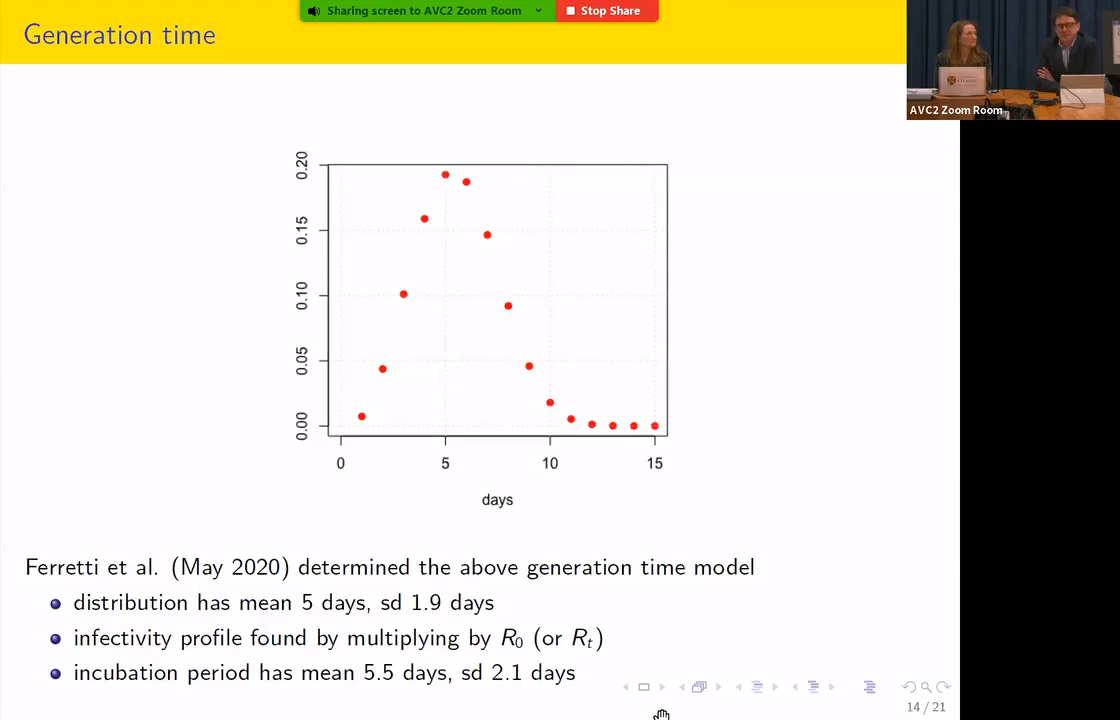 Sharing screen to AVC2 Zoom Room
Stop Share
Generation time
AVC2 Zoom Room
0.20
0.15
0.10
0.05
0.00
0 5 10 15
days
Ferretti et al. (May 2020) determined the above generation time model
distribution has mean 5 days, sd 1.9 days
infectivity profile found by multiplying by R0 (or Rt)
incubation period has mean 5.5 days, sd 2.1 days
14 / 21